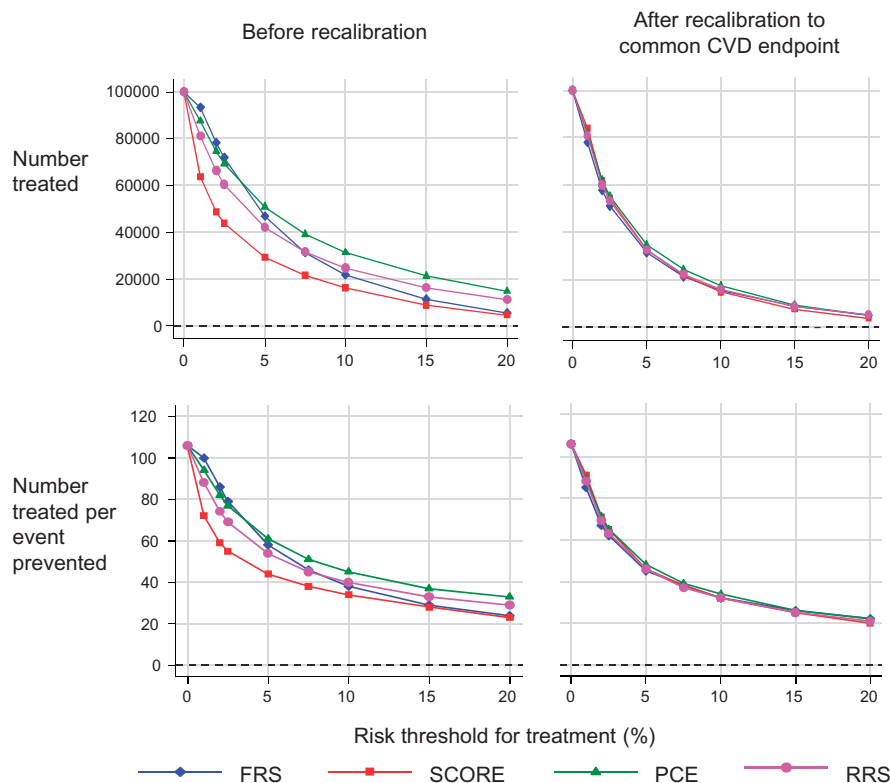 Before recalibration
After recalibration to
common CVD endpoint
100000
80000
60000
40000
20000
0
Number
treated
0 5 10 15 20
0 5 10 15 20
120
100
80
60
40
20
0
Number
treated per
event
prevented
0 5 10 15 20
0 5 10 15 20
Risk threshold for treatment (%)
FRS SCORE PCE RRS